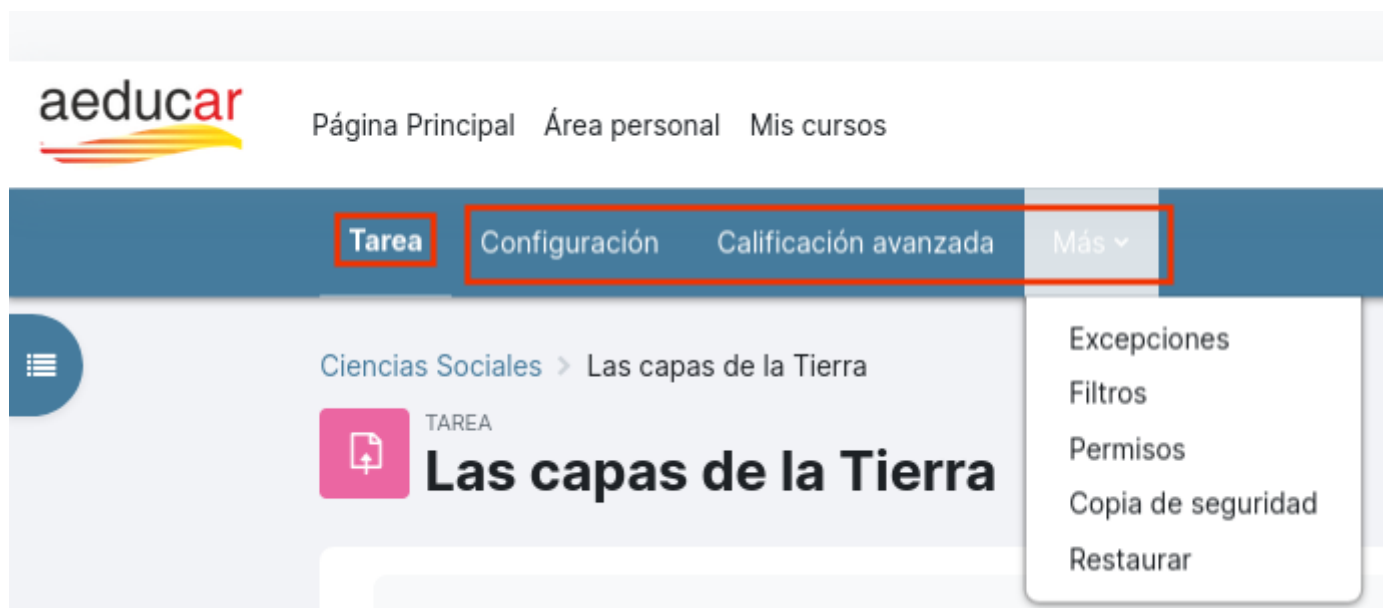 aeducar
Página Principal Área personal Mis cursos
Tarea Configuración Calificación avanzada Más
Excepciones
Filtros
Permisos
Copia de seguridad
Restaurar
Ciencias Sociales > Las capas de la Tierra
TAREA
Las capas de la Tierra